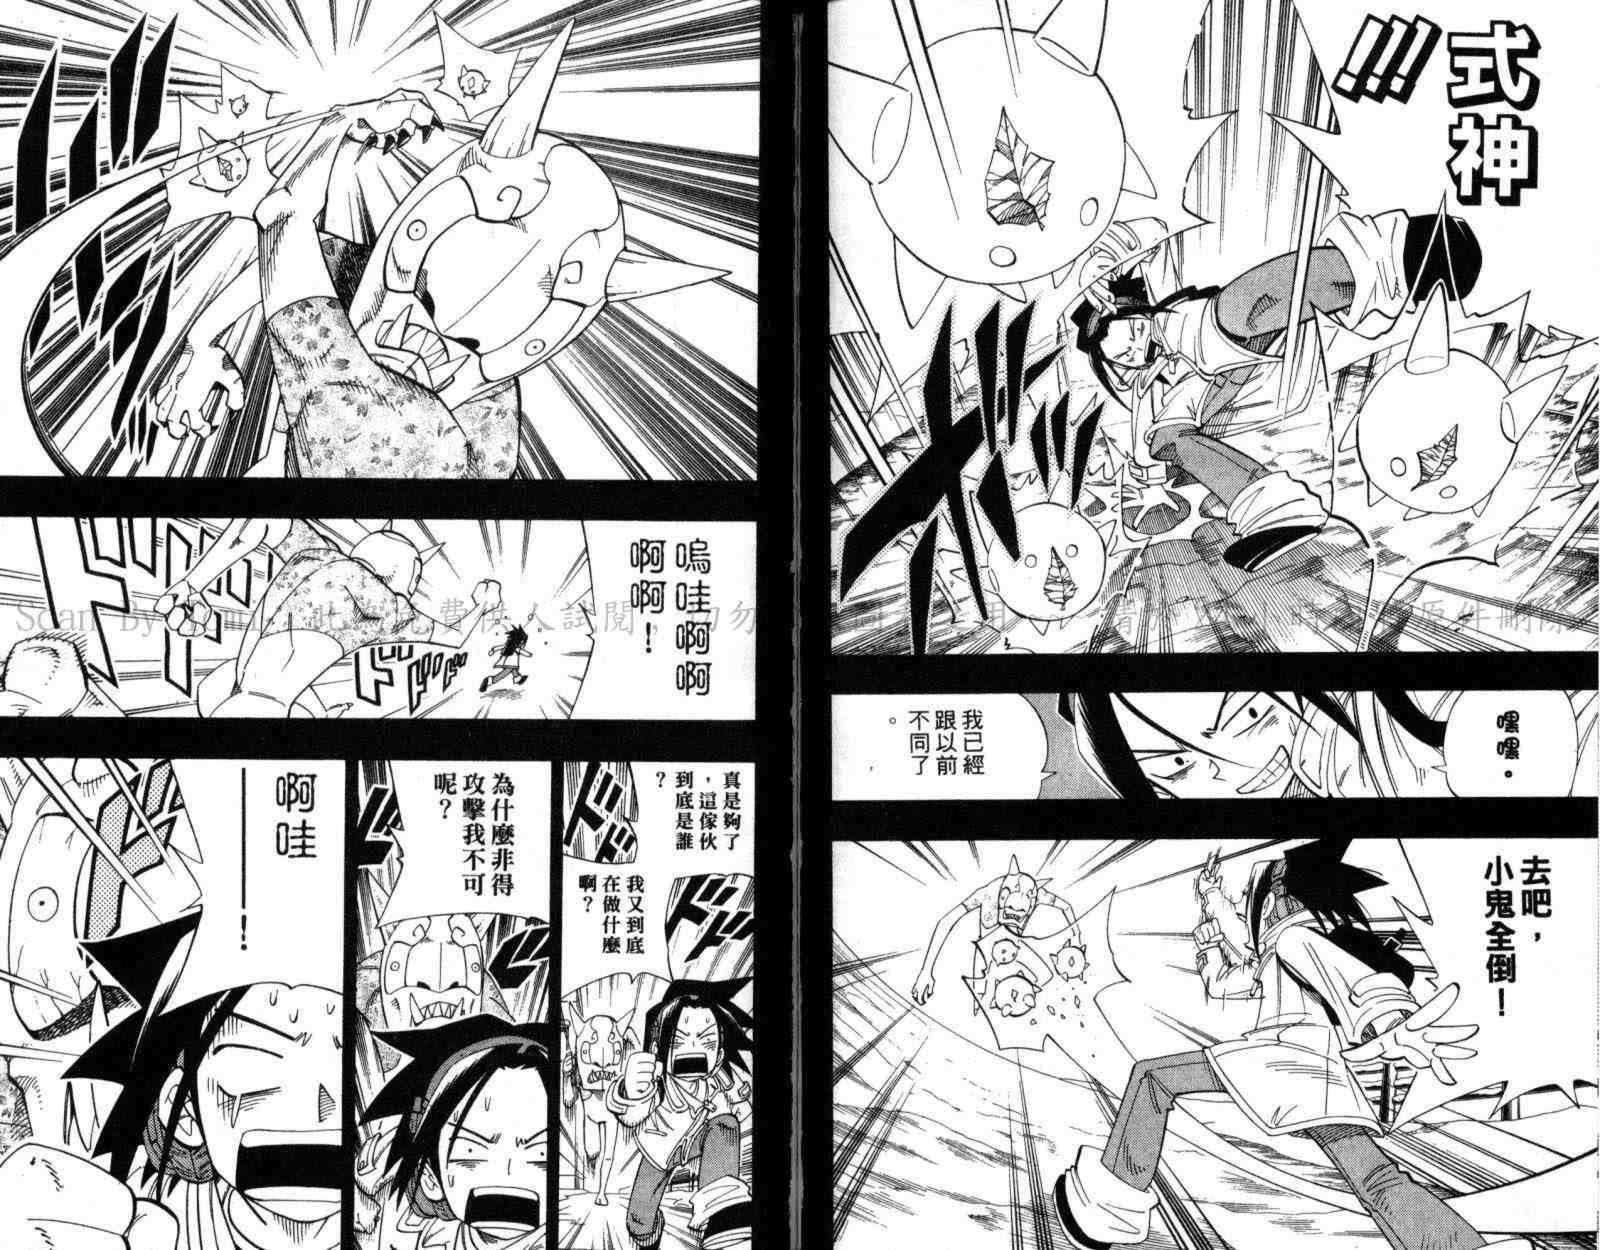 式神
!!!
嘿嘿。
我已經
跟以前
不同了
。
去吧，
小鬼全倒！
嗚哇啊啊
啊啊！
真是夠了
，這傢伙
到底是誰
？
我又到底
在做什麼
啊？
為什麼非得
攻擊我不可
呢？
啊哇
——！